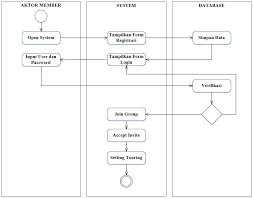 AKTOR MEMBER
SYSTEM
DATABASE
Open System
Tampilkan Form
Registrasi
Simpan Data
Input User dan
Password
Tampilkan Form
Login
Verifikasi
Join Group
Accept Invite
Setting Touring